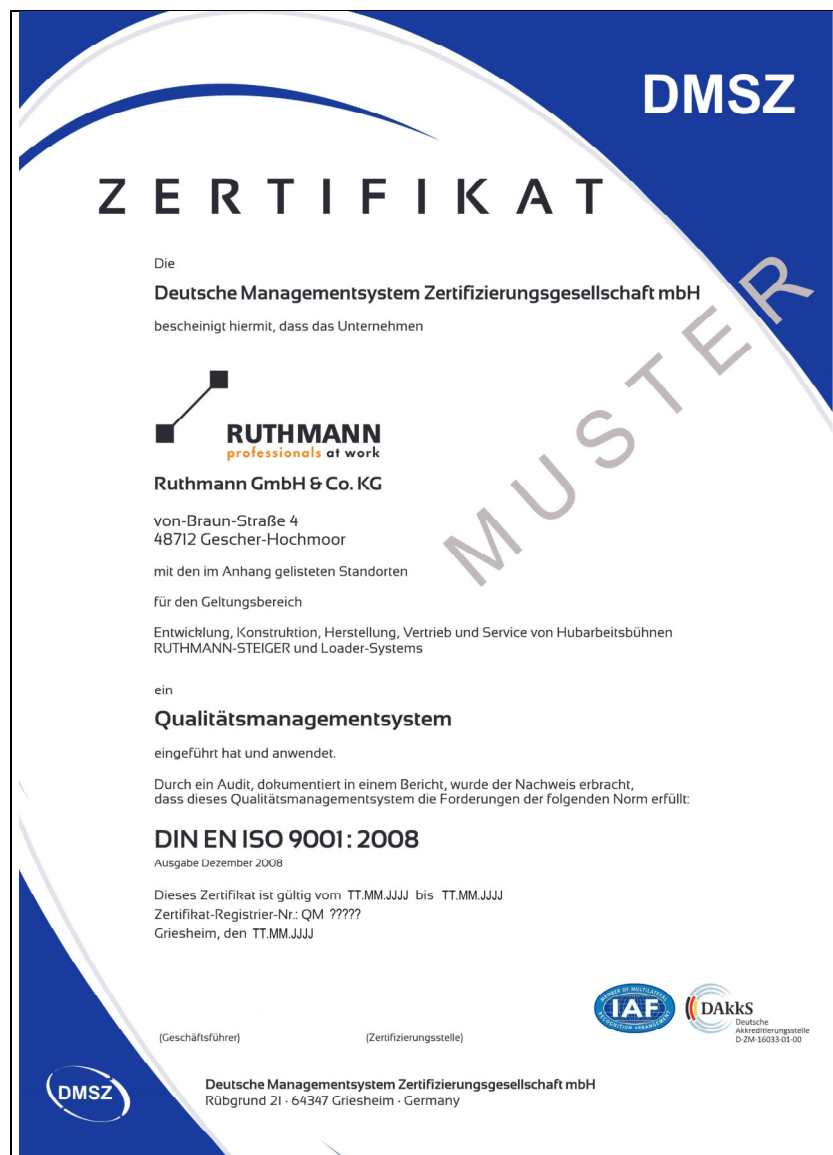 DMSZ
ZERTIFIKAT
Die
Deutsche Managementsystem Zertifizierungsgesellschaft mbH
bescheinigt hiermit, dass das Unternehmen
MUSTER
RUTHMANN
professionals at work
Ruthmann GmbH & Co. KG
von-Braun-Straße 4
48712 Gescher-Hochmoor
mit den im Anhang gelisteten Standorten
für den Geltungsbereich
Entwicklung, Konstruktion, Herstellung, Vertrieb und Service von Hubarbeitsbühnen
RUTHMANN-STEIGER und Loader-Systems
ein
Qualitätsmanagementsystem
eingeführt hat und anwendet.
Durch ein Audit, dokumentiert in einem Bericht, wurde der Nachweis erbracht,
dass dieses Qualitätsmanagementsystem die Forderungen der folgenden Norm erfüllt:
DIN EN ISO 9001: 2008
Ausgabe Dezember 2008
Dieses Zertifikat ist gültig vom TT.MM.JJJJ bis TT.MM.JJJJ
Zertifikat-Registrier-Nr.: QM ?????
Griesheim, den TT.MM.JJJJ
MEMBER OF MULTILATERAL
IAF
RECOGNITION ARRANGEMENT
DAkkS
Deutsche
Akkreditierungsstelle
D-ZM-16033-01-00
(Geschäftsführer) (Zertifizierungsstelle)
DMSZ
Deutsche Managementsystem Zertifizierungsgesellschaft mbH
Rübgrund 21 · 64347 Griesheim · Germany